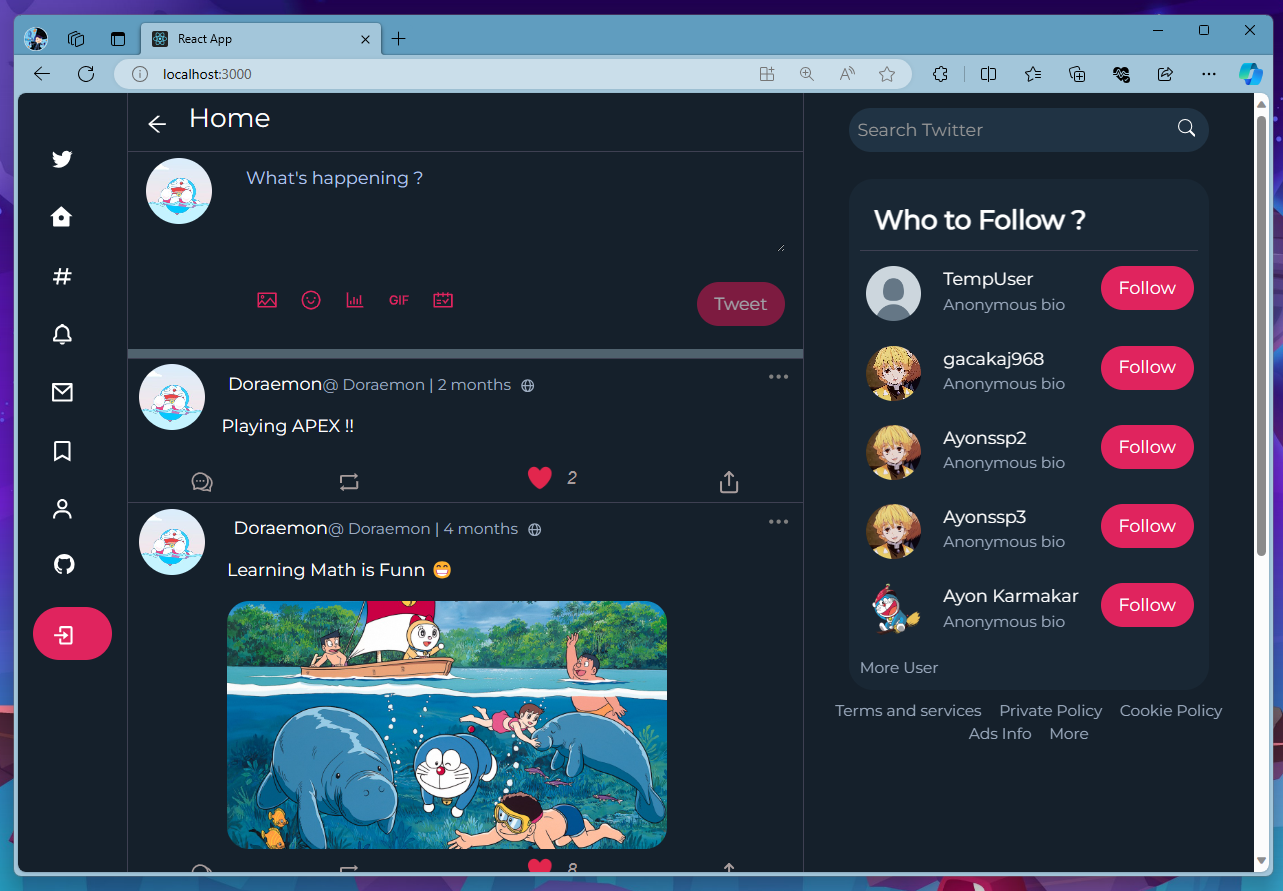 React App
localhost:3000
Home
What's happening ?
GIF
Tweet
Doraemon@ Doraemon | 2 months
Playing APEX !!
2
Doraemon@ Doraemon | 4 months
Learning Math is Funn 😁
8
Search Twitter
Who to Follow ?
TempUser
Anonymous bio
Follow
gacakaj968
Anonymous bio
Follow
Ayonssp2
Anonymous bio
Follow
Ayonssp3
Anonymous bio
Follow
Ayon Karmakar
Anonymous bio
Follow
More User
Terms and services Private Policy Cookie Policy
Ads Info More